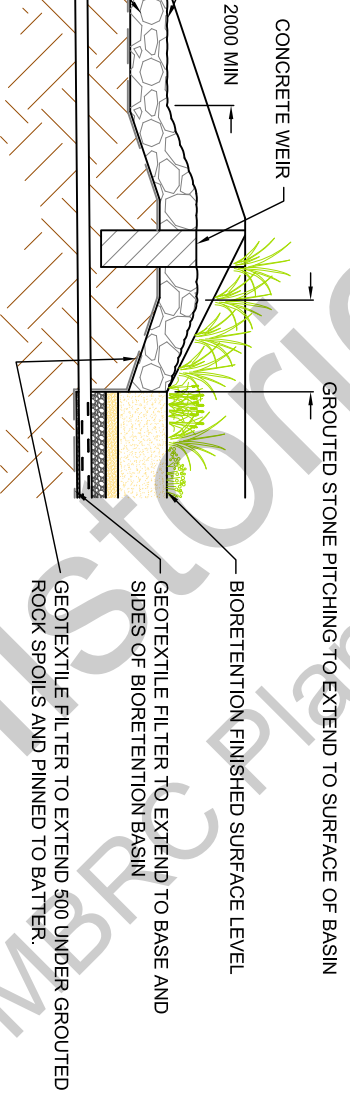 GROUTED STONE PITCHING TO EXTEND TO SURFACE OF BASIN
CONCRETE WEIR
2000 MIN
BIORETENTION FINISHED SURFACE LEVEL
GEOTEXTILE FILTER TO EXTEND TO BASE AND
SIDES OF BIORETENTION BASIN
GEOTEXTILE FILTER TO EXTEND 500 UNDER GROUTED
ROCK SPOILS AND PINNED TO BATTER.